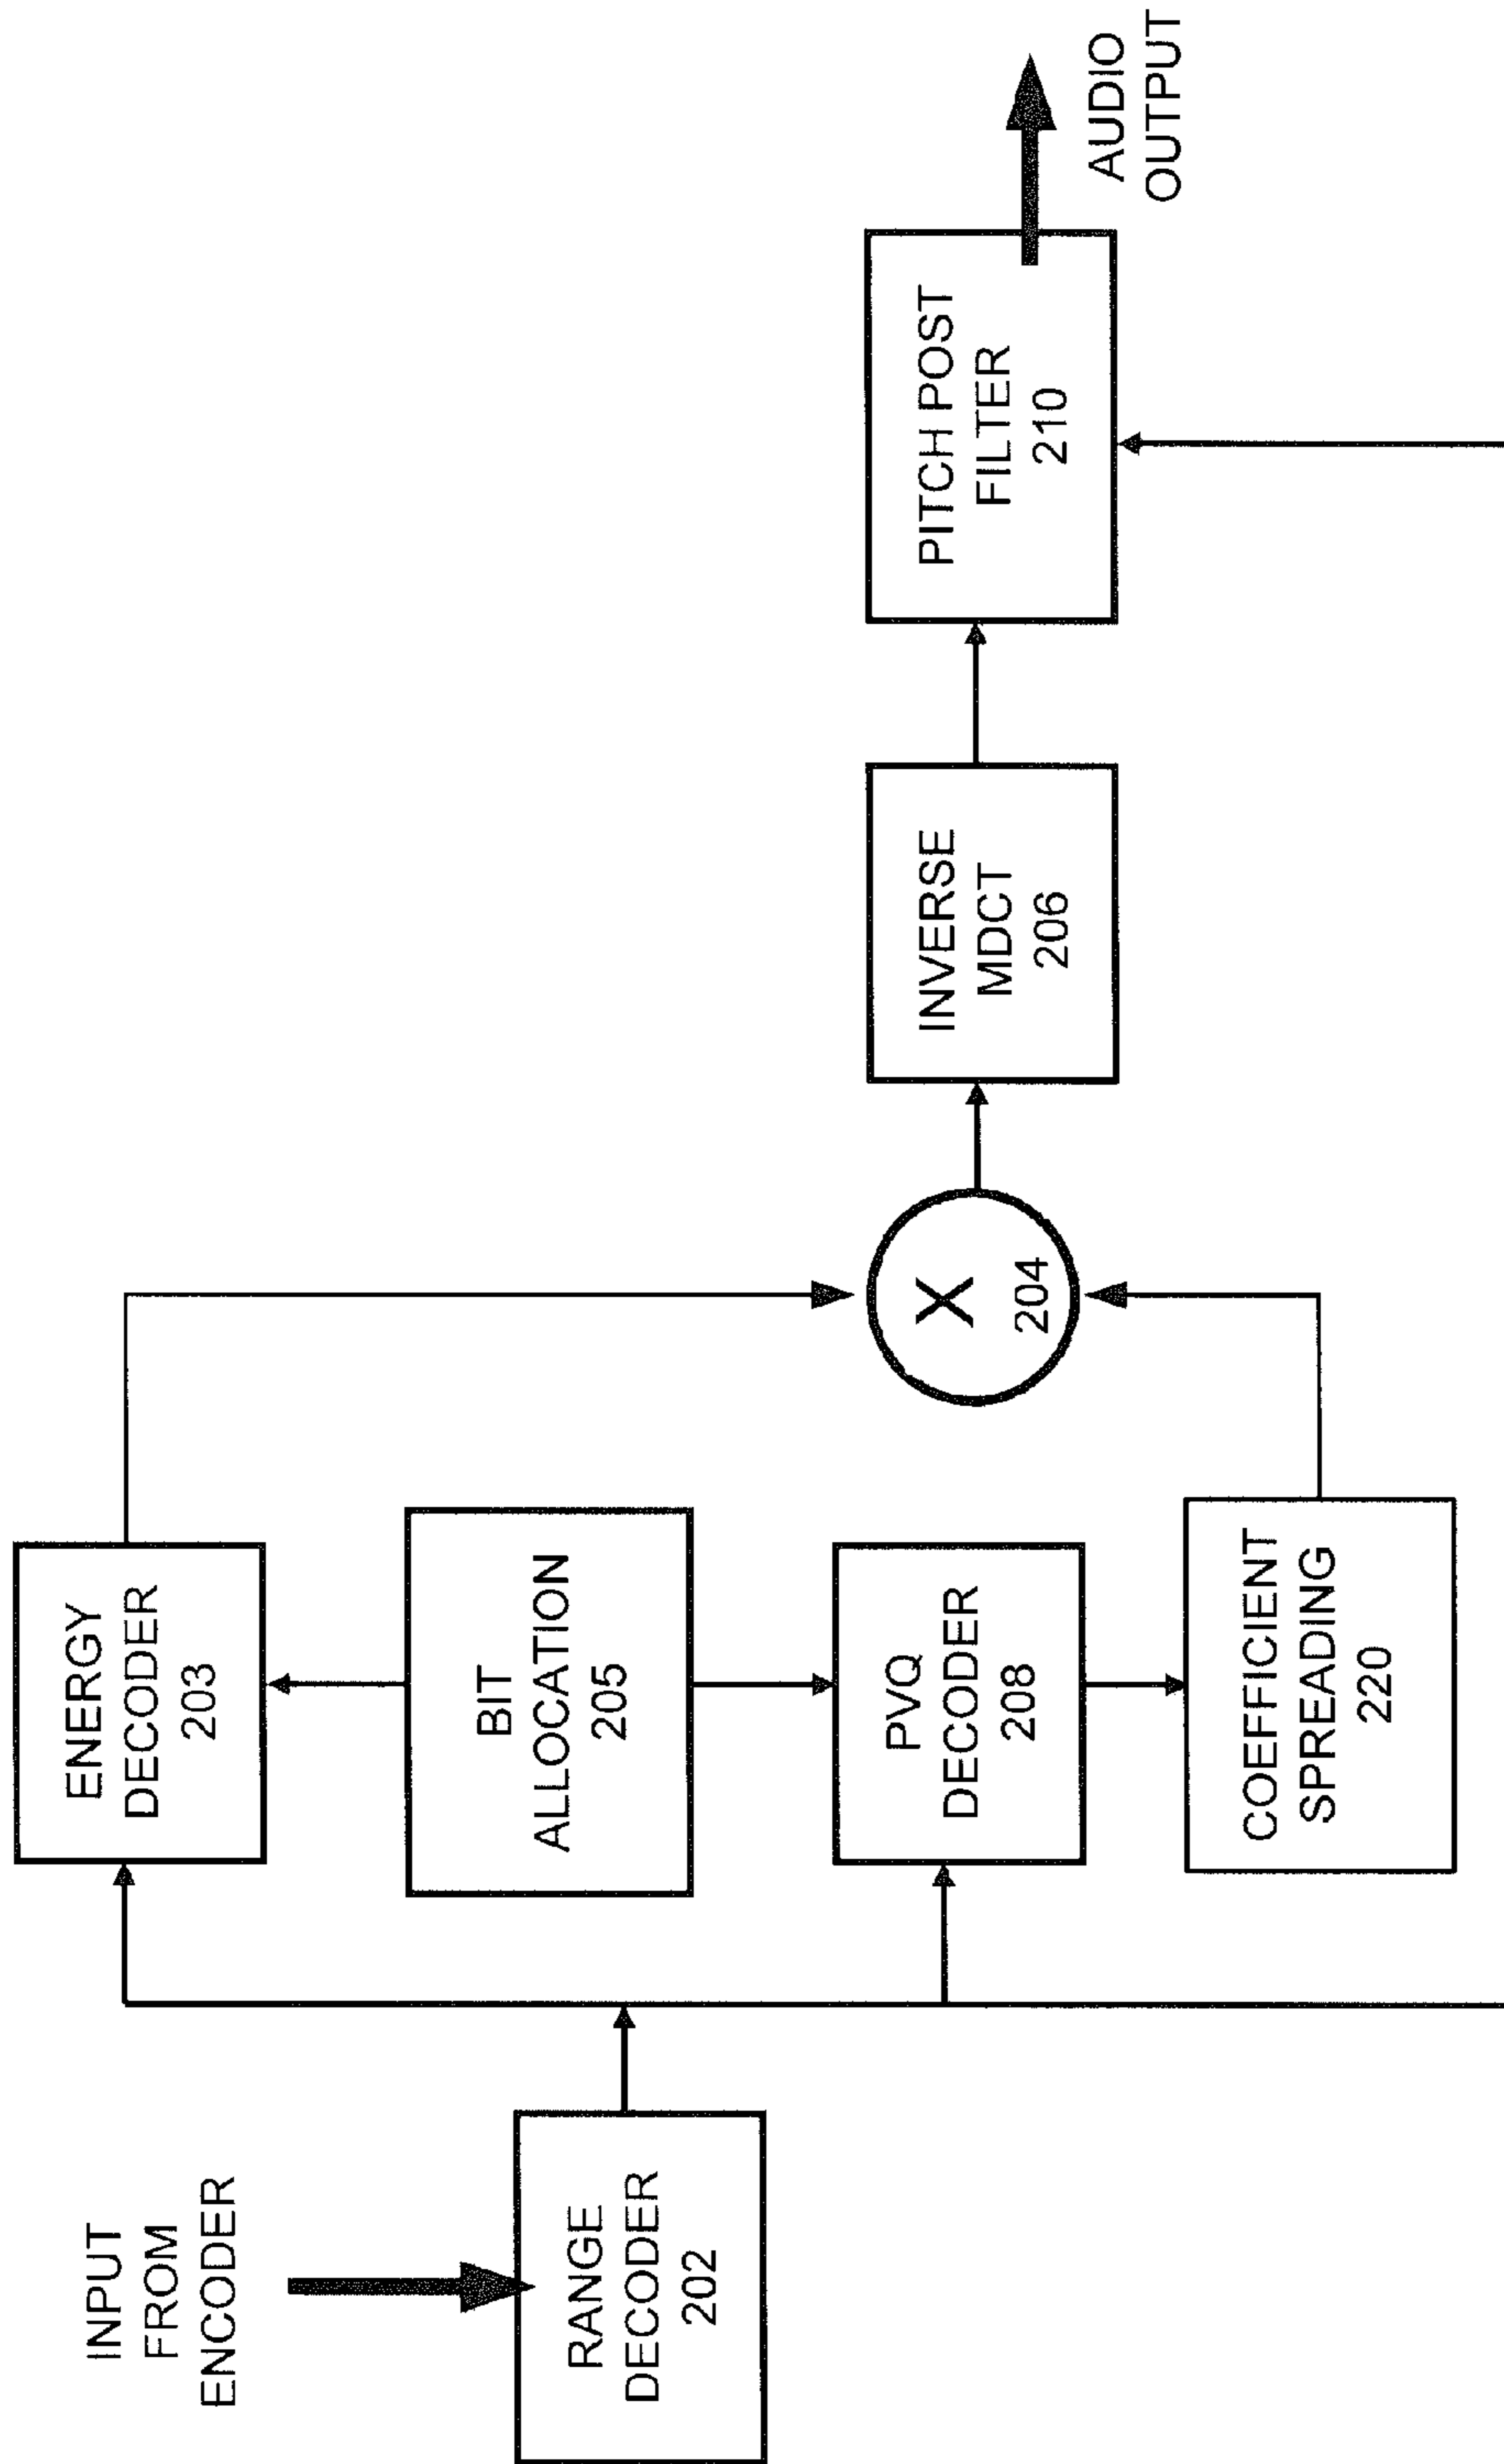 INPUT
FROM
ENCODER
RANGE
DECODER
202
ENERGY
DECODER
203
BIT
ALLOCATION
205
PVQ
DECODER
208
COEFFICIENT
SPREADING
220
X
204
INVERSE
MDCT
206
PITCH POST
FILTER
210
AUDIO
OUTPUT